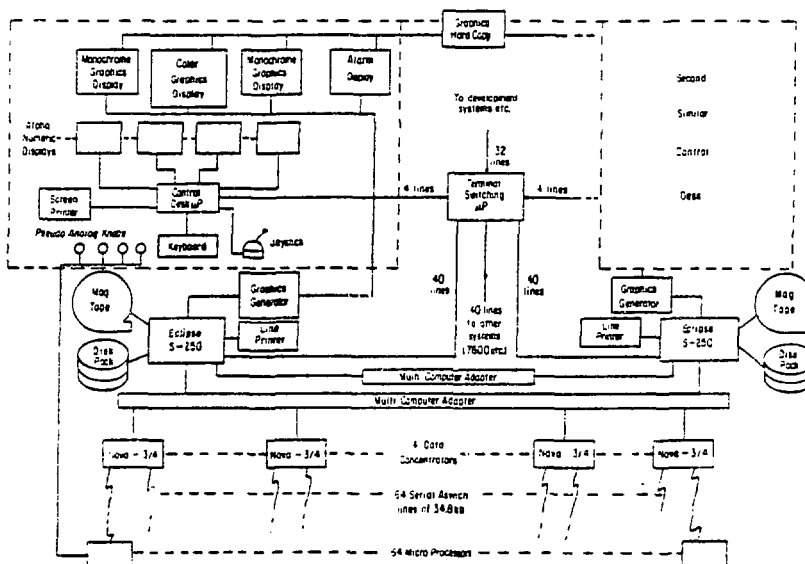 Graphics
Hard Copy
Monochrome
Graphics
Display
Color
Graphics
Display
Monochrome
Graphics
Display
Alarm
Display
Second
Similar
Control
Desk
To development
systems etc.
32
lines
Alpha
Numeric
Displays
Screen
Printer
Control
Desk μP
4 lines
Terminal
Switching
μP
4 lines
Pseudo Analog Knobs
Keyboard
Joystick
Mag
Tape
Graphics
Generator
40
lines
40
lines
to other
systems
(7600 etc)
40
lines
Graphics
Generator
Mag
Tape
Eclipse
S-250
Line
Printer
Line
Printer
Eclipse
S-250
Disk
Pack
Disk
Pack
Multi Computer Adapter
Multi Computer Adapter
Nova - 3/4
Nova - 3/4
4 Data
Concentrators
Nova 3/4
Nova - 3/4
64 Serial Asynch
lines of 34.8kb
64 Micro Processors